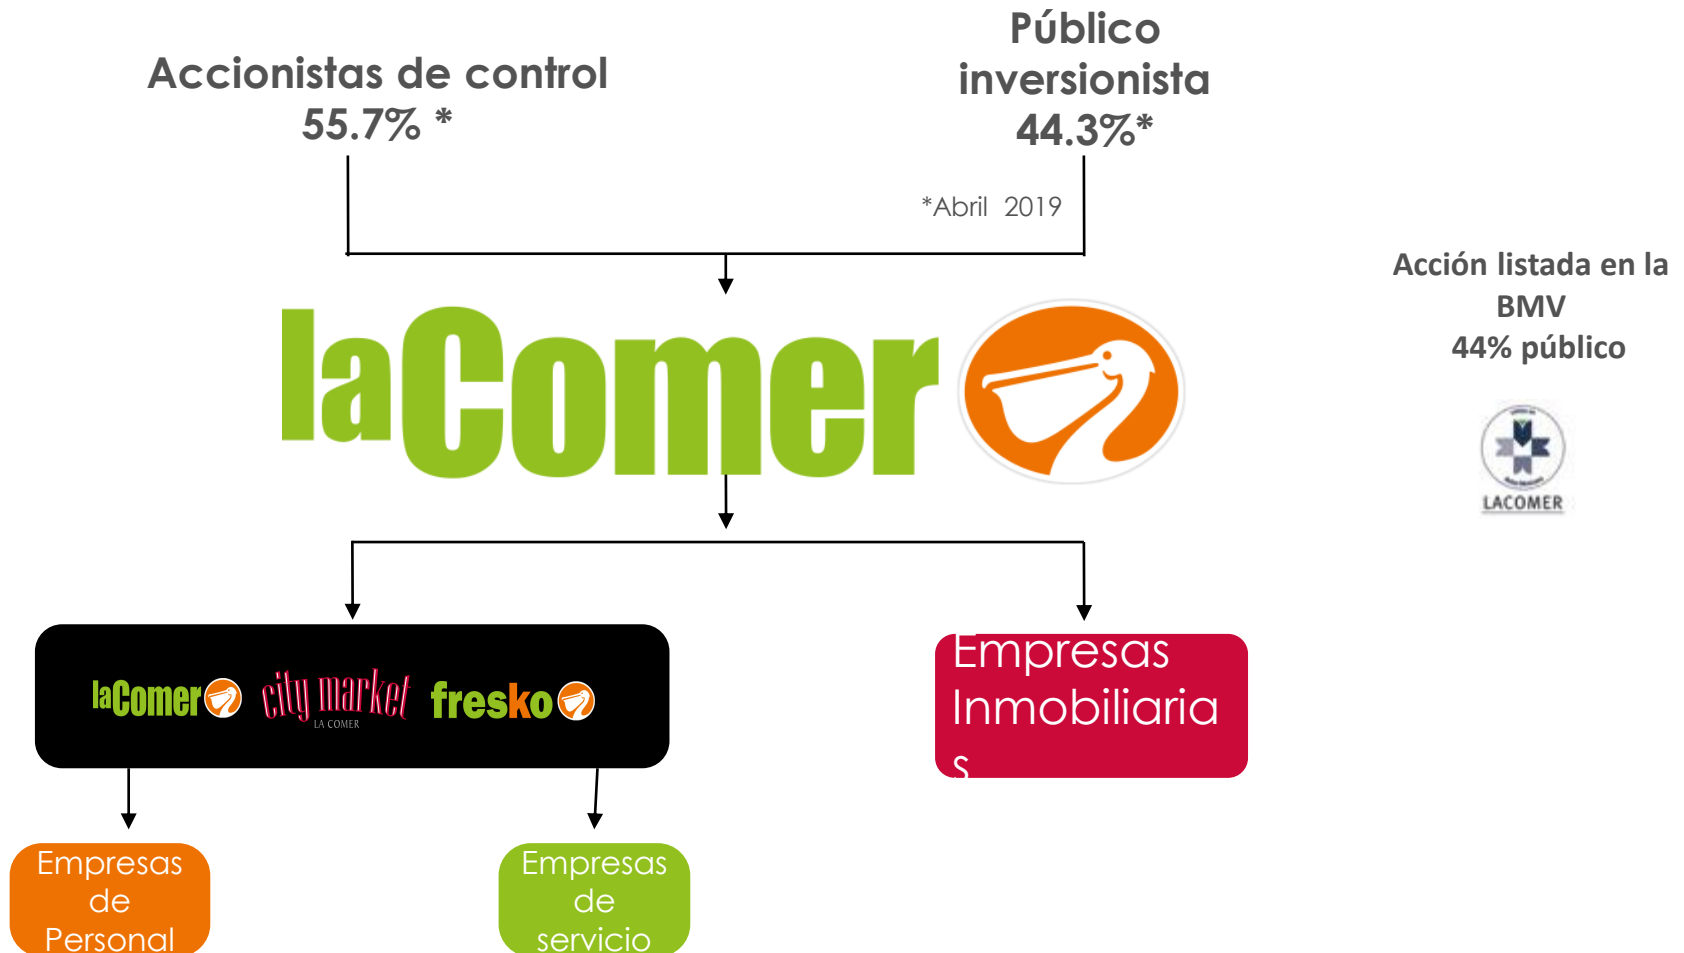 Accionistas de control
55.7% *
Público
inversionista
44.3%*
*Abril 2019
Acción listada en la
BMV
44% público
laComer
LACOMER
laComer
city market
LA COMER
fresko
Empresas
Inmobiliaria
s
Empresas
de
Personal
Empresas
de
servicio